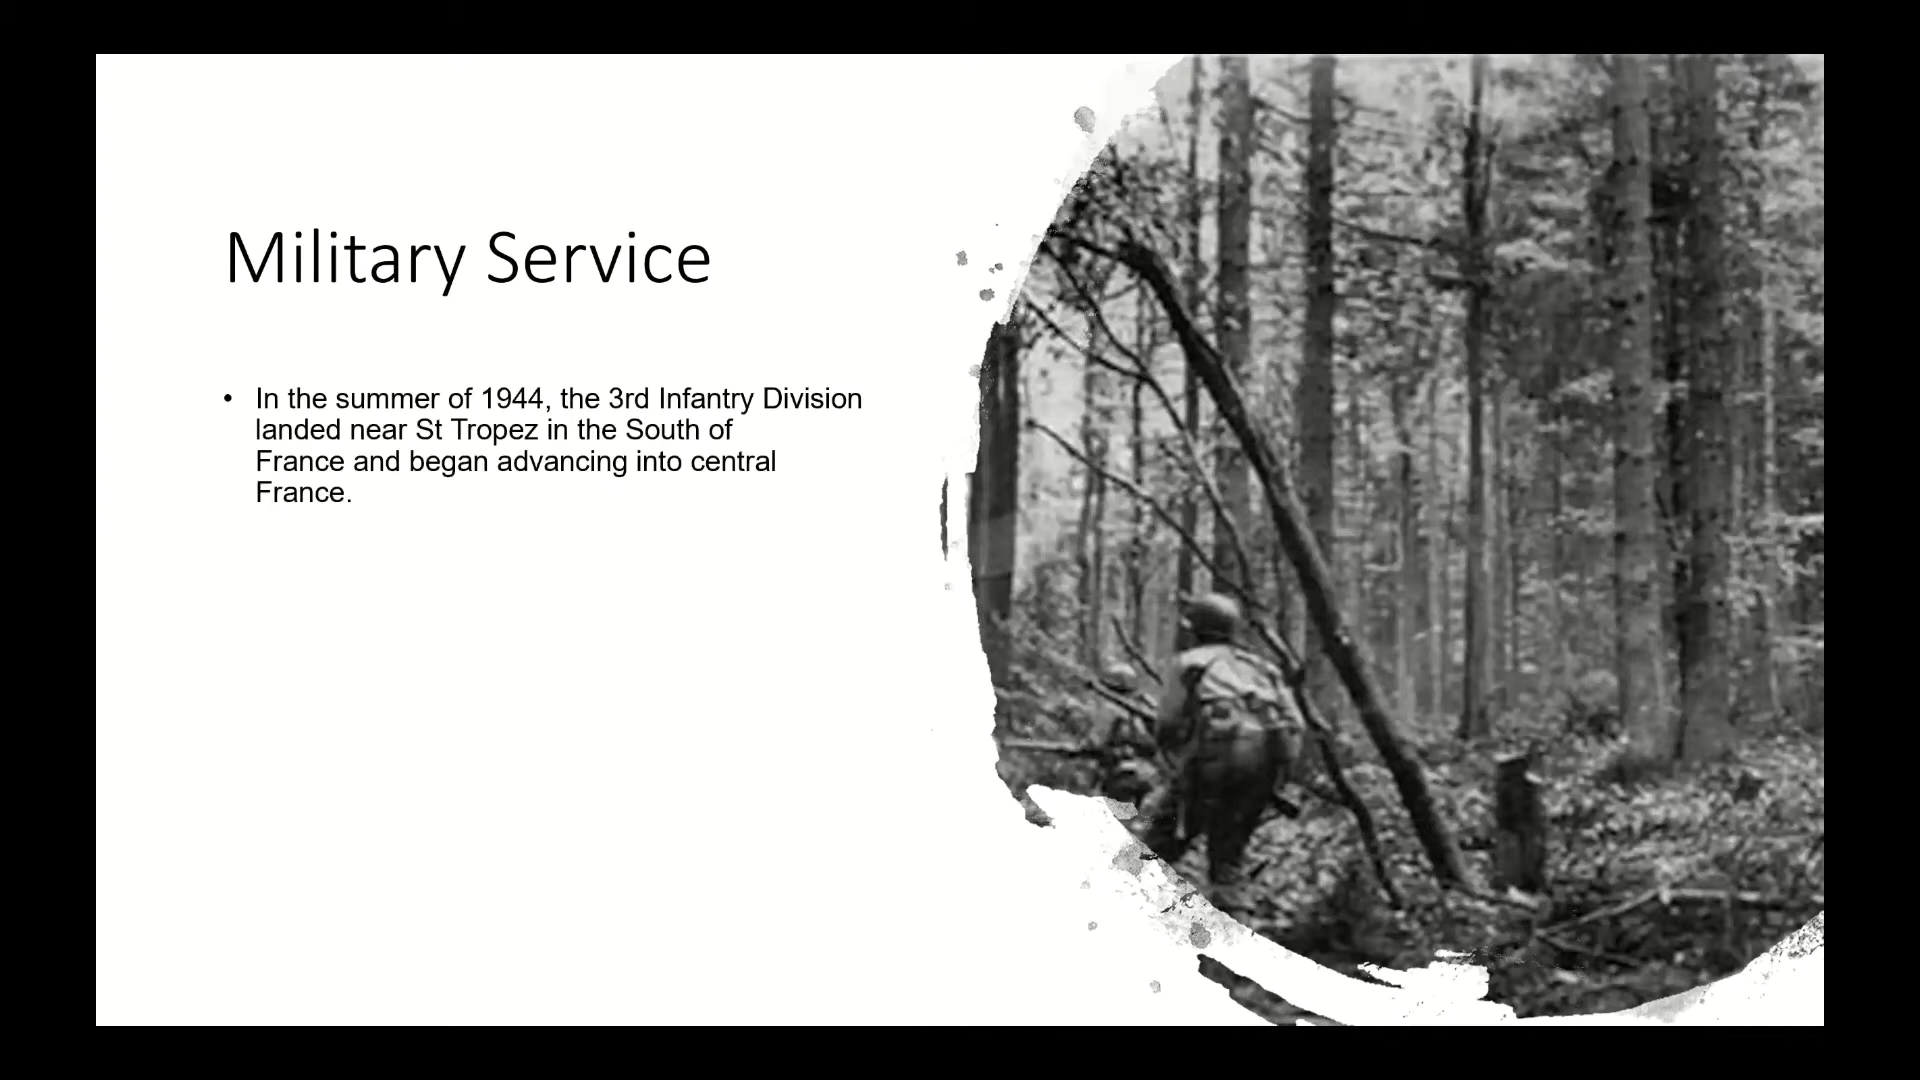 Military Service
• In the summer of 1944, the 3rd Infantry Division
landed near St Tropez in the South of
France and began advancing into central
France.